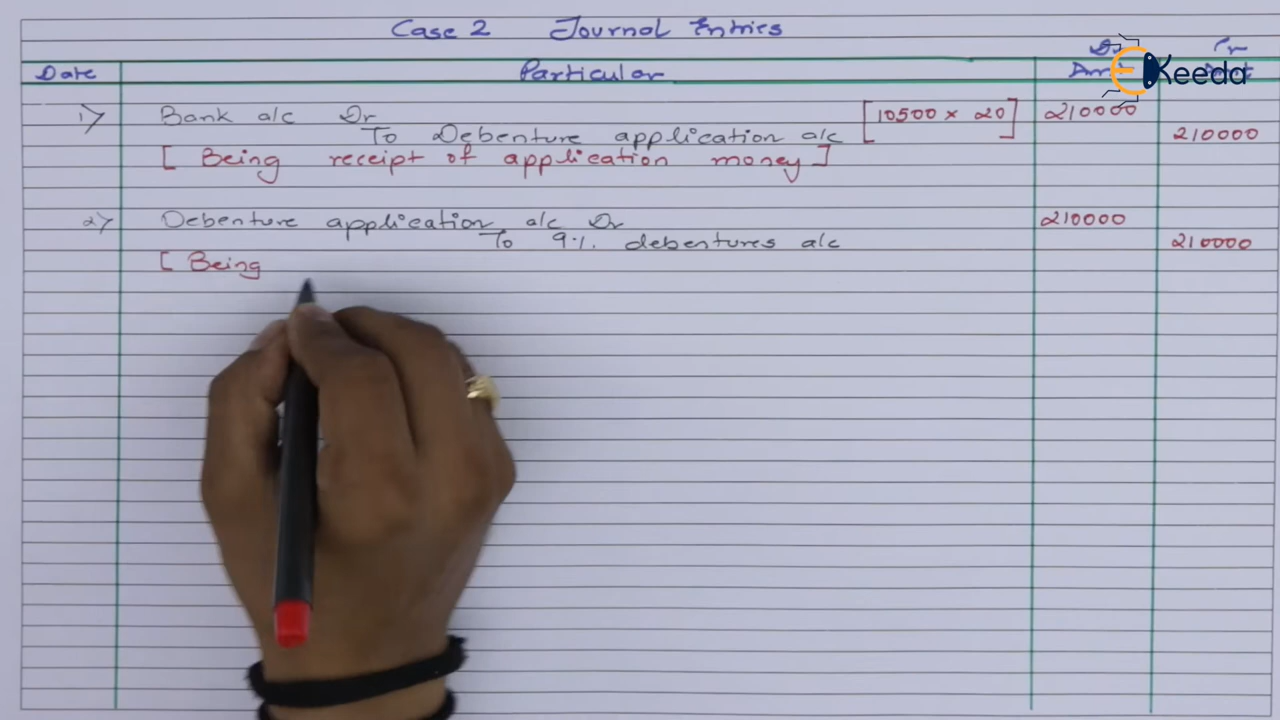 Case 2 Journal Entries
Dr Cr
Date Particular Amt
Keeda
1) Bank a/c Dr [10500 x 20] 210000
To Debenture application a/c 210000
[ Being receipt of application money ]
2) Debenture application a/c Dr 210000
To 9% debentures a/c 210000
[ Being